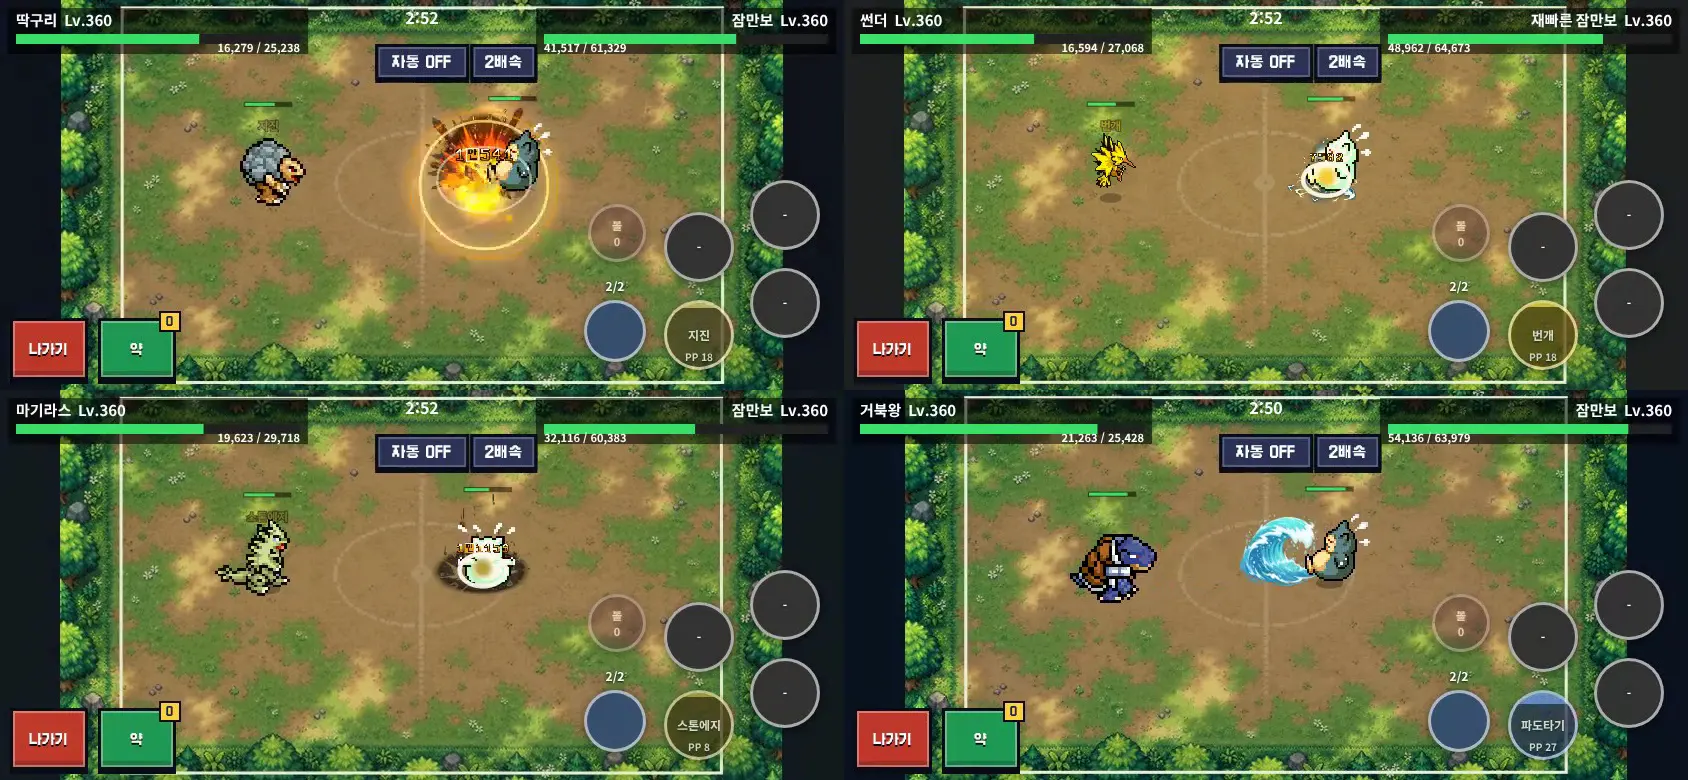 딱구리 Lv.360
2:52
잠만보 Lv.360
16,279 / 25,238
41,517 / 61,329
자동 OFF
2배속
지진
볼
0
-
-
-
2/2
지진
PP 18
나가기
약
0
썬더 Lv.360
2:52
재빠른 잠만보 Lv.360
16,594 / 27,068
48,962 / 64,673
자동 OFF
2배속
번개
볼
0
-
-
-
2/2
번개
PP 18
나가기
약
0
마기라스 Lv.360
2:52
잠만보 Lv.360
19,623 / 29,718
32,116 / 60,383
자동 OFF
2배속
스톤에지
볼
0
-
-
-
2/2
스톤에지
PP 8
나가기
약
0
거북왕 Lv.360
2:50
잠만보 Lv.360
21,263 / 25,428
54,136 / 63,979
자동 OFF
2배속
볼
0
-
-
-
2/2
파도타기
PP 27
나가기
약
0